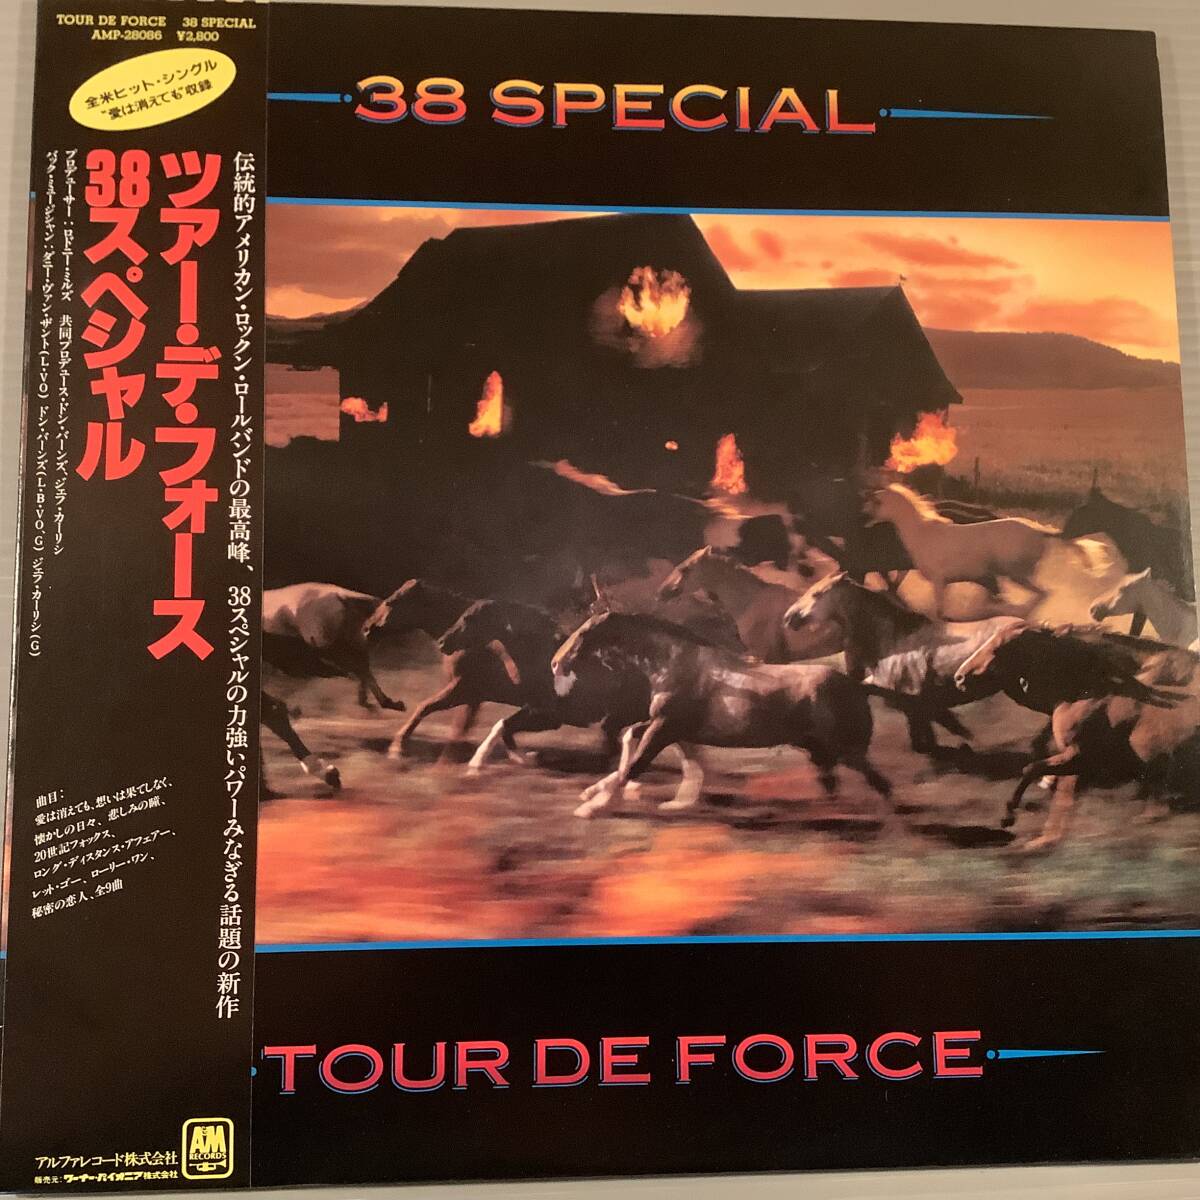 TOUR DE FORCE 38 SPECIAL
AMP-28086 ¥2,800
全米ヒット・シングル
“愛は消えても”収録
伝統的アメリカン・ロックン・ロールバンドの最高峰、38スペシャルの力強いパワーみなぎる話題の新作
ツアー・デ・フォース
38スペシャル
プロデューサー:ロドニー・ミルズ 共同プロデュース・ドン・バーンズ、ジェフ・カーリシ
バック・ミュージシャン:ダニー・ヴァン・ザント(L・VO) ドン・バーンズ(L・B・VO、G) ジェフ・カーリシ(G)
曲目:
愛は消えても、想いは果てしなく、
懐かしの日々、悲しみの瞳、
20世紀フォックス、
ロング・ディスタンス・アフェアー、
レット・ゴー、ローリー・ワン、
秘密の恋人、全9曲
アルファレコード株式会社
販売元:ワーナー・パイオニア株式会社
A&M
RECORDS
38 SPECIAL
TOUR DE FORCE